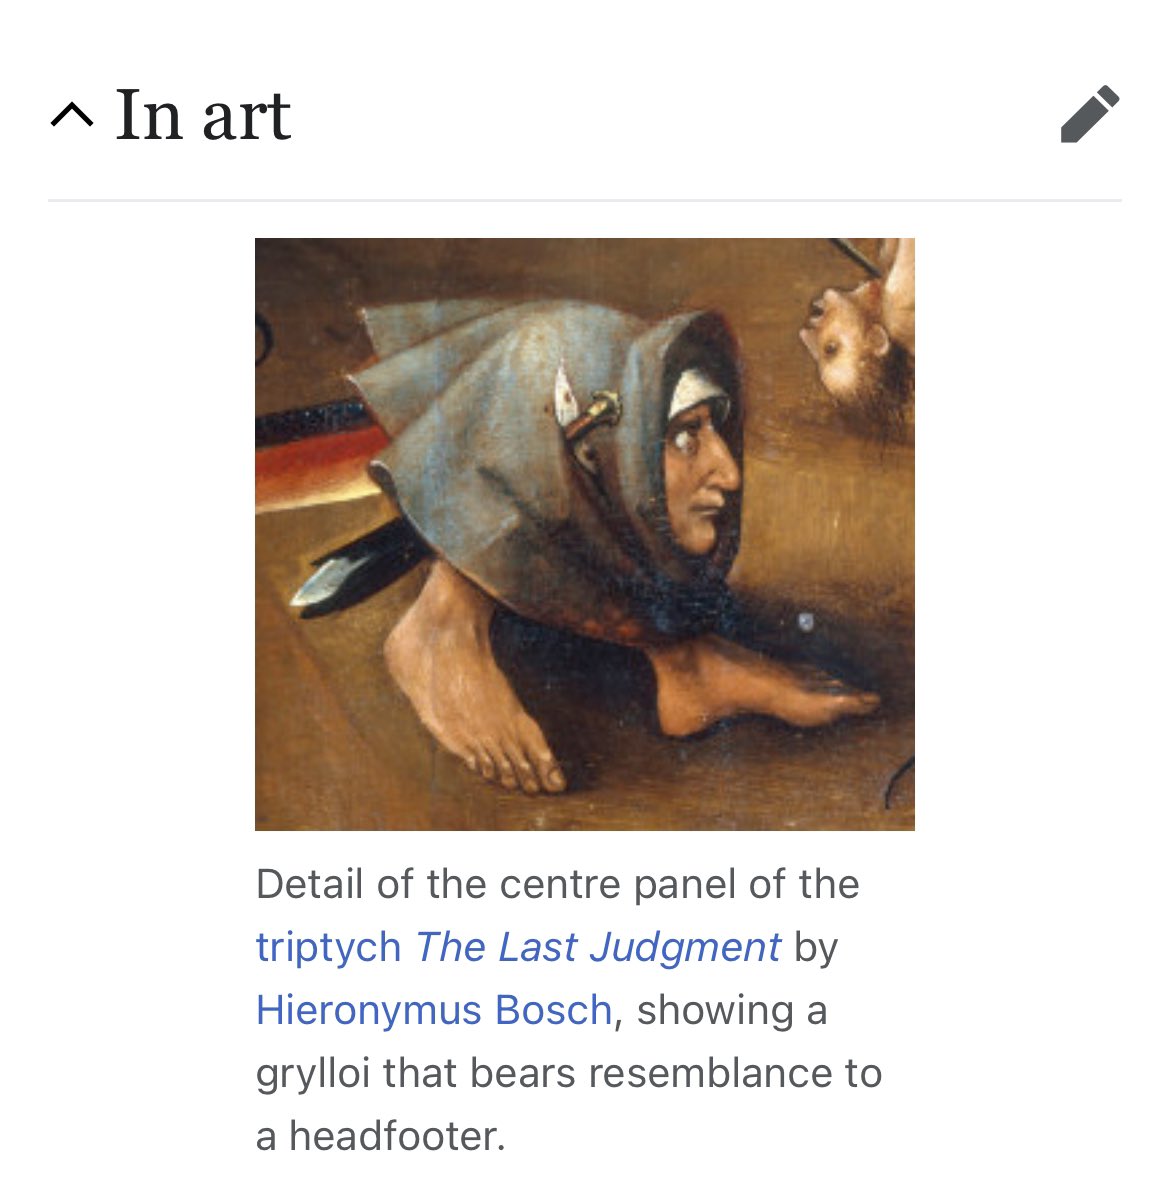 In art
Detail of the centre panel of the
triptych The Last Judgment by
Hieronymus Bosch, showing a
grylloi that bears resemblance to
a headfooter.